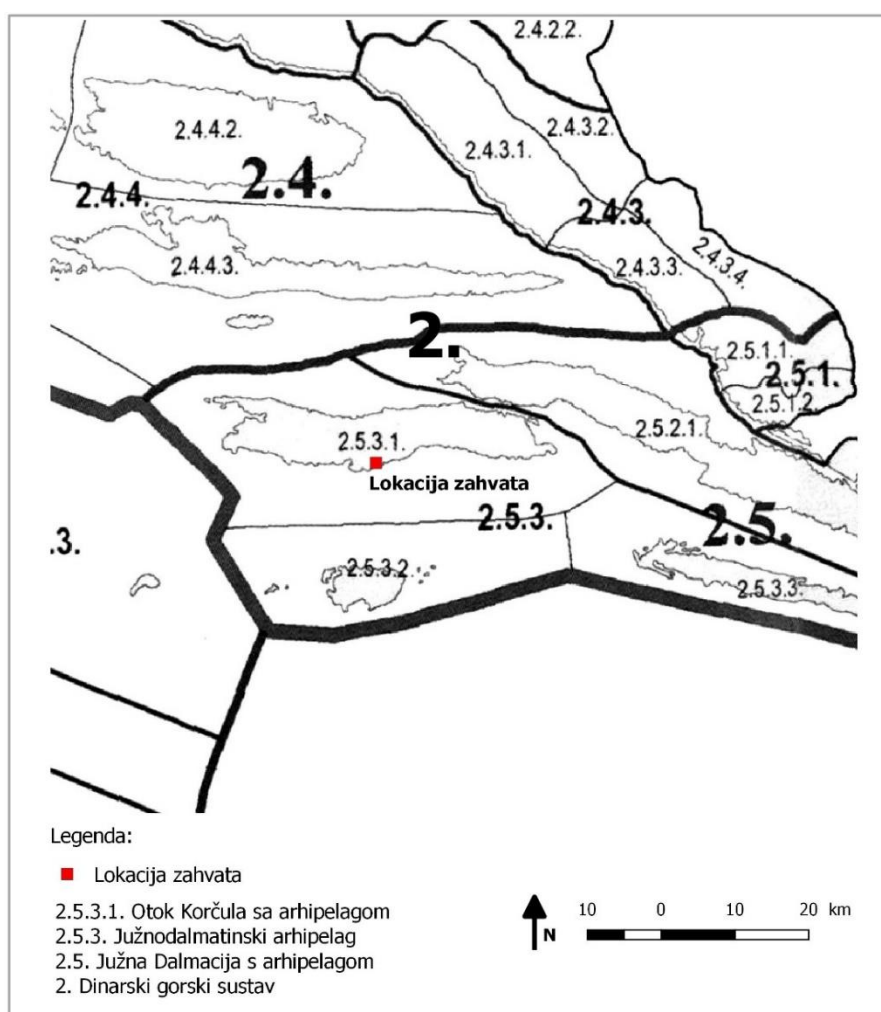 2.4.2.2.
2.4.3.2.
2.4.4.2.
2.4.3.1.
2.4.
2.4.4.
2.4.3.
2.4.3.4.
2.4.4.3.
2.4.3.3.
2.
2.5.1.1.
2.5.1.
2.5.1.2.
2.5.2.1.
2.5.3.1.
Lokacija zahvata
2.5.3.
2.5.
.3.
2.5.3.2.
2.5.3.3.
Legenda:
Lokacija zahvata
2.5.3.1. Otok Korčula sa arhipelagom
2.5.3. Južnodalmatinski arhipelag
2.5. Južna Dalmacija s arhipelagom
2. Dinarski gorski sustav
N
10 0 10 20 km